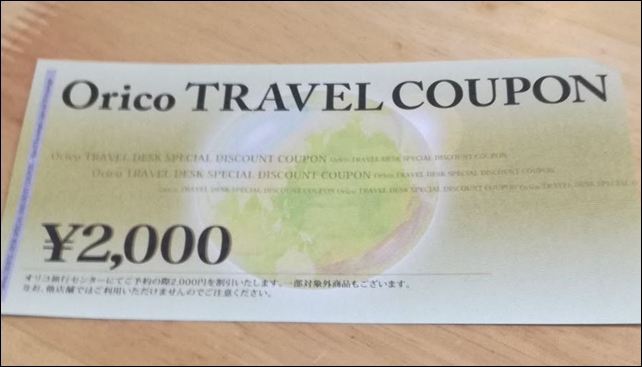 Orico TRAVEL COUPON
Orico TRAVEL DESK SPECIAL DISCOUNT COUPON Orico TRAVEL DESK SPECIAL DISCOUNT COUPON
Orico TRAVEL DESK SPECIAL DISCOUNT COUPON Orico TRAVEL DESK SPECIAL DISCOUNT COUPON
Orico TRAVEL DESK SPECIAL DISCOUNT COUPON Orico TRAVEL DESK SPECIAL DISCOUNT COUPON Orico TRAVEL DESK SPECIAL
¥2,000
オリコ旅行センターにてご予約の際2,000円を割引いたします。一部対象外商品もございます。
なお、他店舗ではご利用いただけませんのでご注意ください。